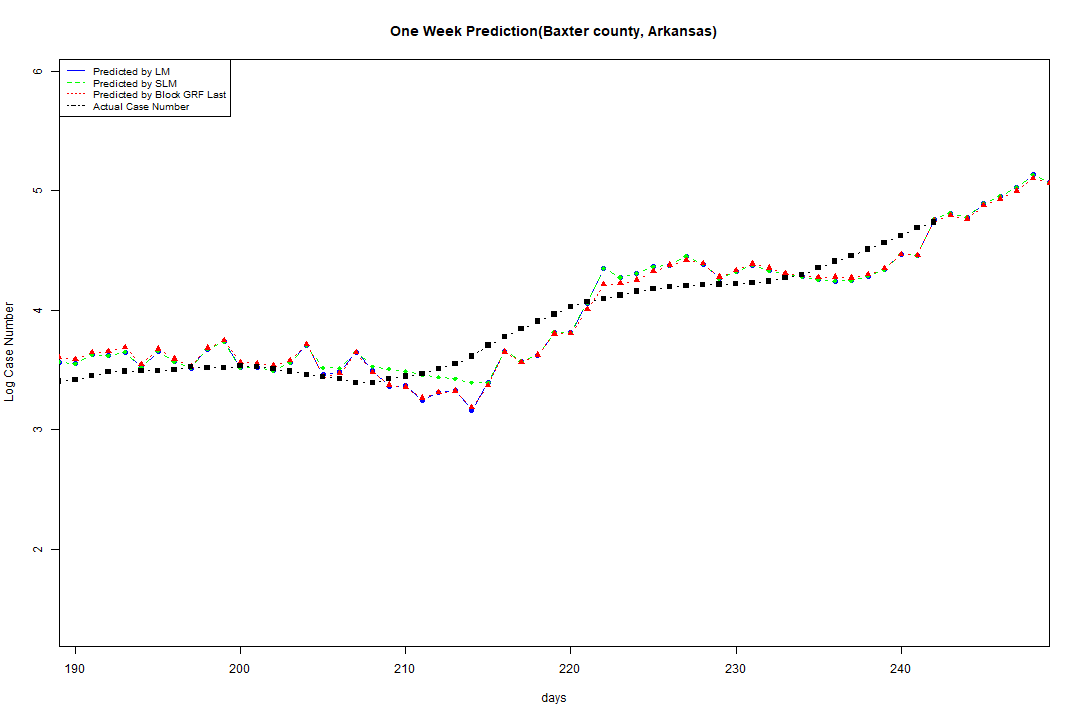 One Week Prediction(Baxter county, Arkansas)
Predicted by LM
Predicted by SLM
Predicted by Block GRF Last
Actual Case Number
6
5
4
3
2
Log Case Number
190 200 210 220 230 240
days